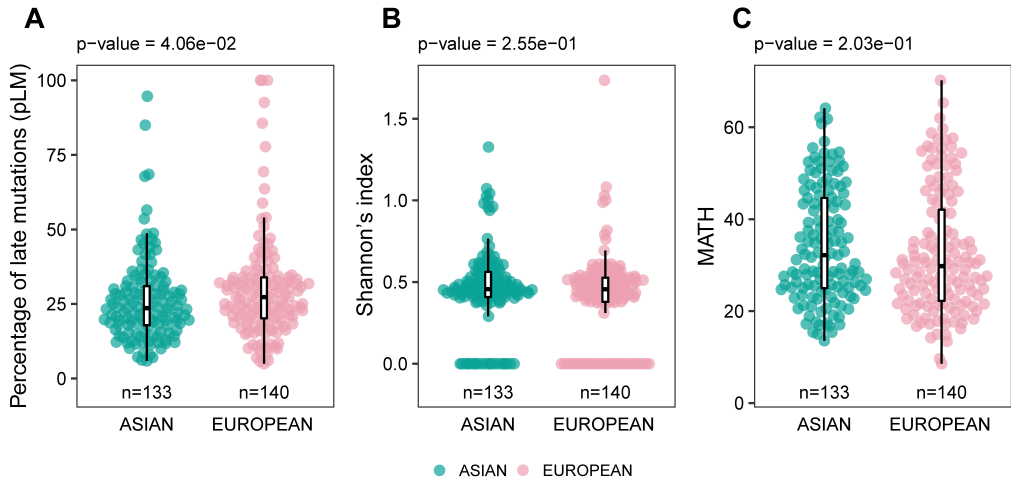 A
p−value = 4.06e−02
Percentage of late mutations (pLM)
100
75
50
25
0
n=133
n=140
ASIAN
EUROPEAN
B
p−value = 2.55e−01
Shannon's index
1.5
1.0
0.5
0.0
n=133
n=140
ASIAN
EUROPEAN
C
p−value = 2.03e−01
MATH
60
40
20
0
n=133
n=140
ASIAN
EUROPEAN
ASIAN
EUROPEAN